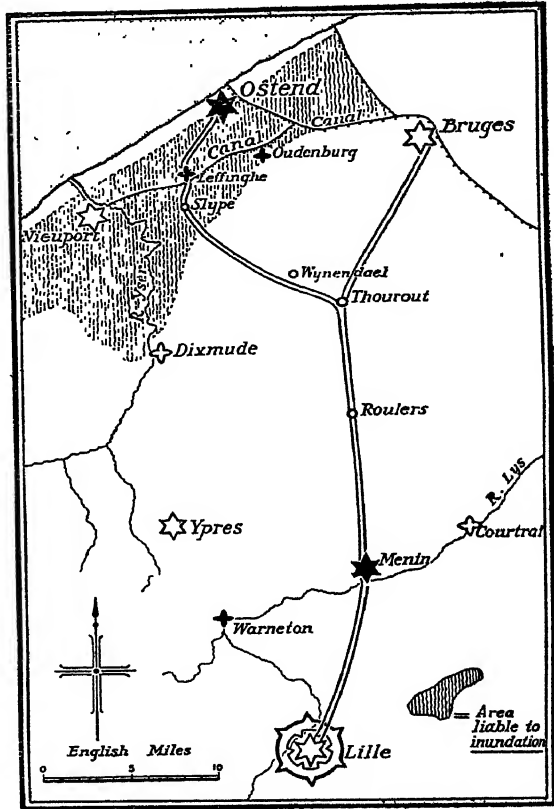 Ostend
Canal
Bruges
Canal
Oudenburg
Leffinghe
Slype
Nieuport
Wynendael
Thourout
Dixmude
Roulers
R. Lys
Ypres
Courtrai
Menin
Warneton
= Area
liable to
inundation
Lille
English Miles
0 5 10